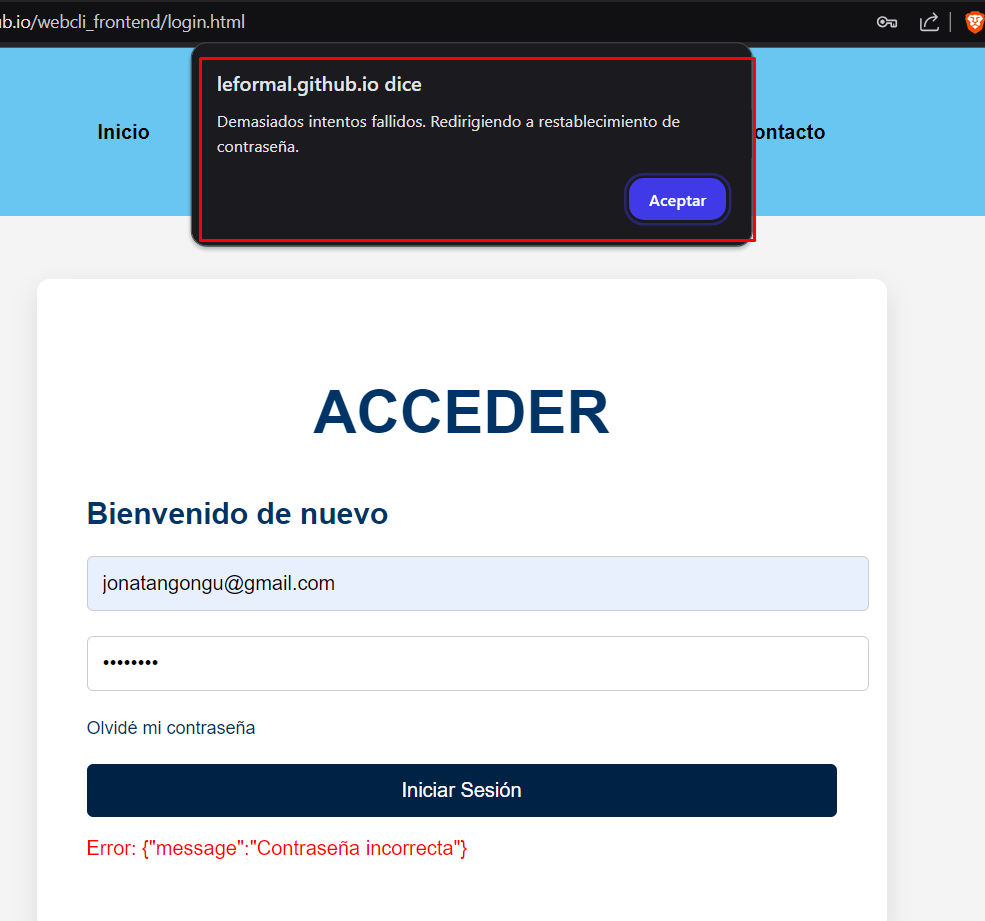 b.io/webcli_frontend/login.html
leformal.github.io dice
Demasiados intentos fallidos. Redirigiendo a restablecimiento de
contraseña.
Aceptar
Inicio
ontacto
ACCEDER
Bienvenido de nuevo
jonatangongu@gmail.com
••••••••
Olvidé mi contraseña
Iniciar Sesión
Error: {"message":"Contraseña incorrecta"}